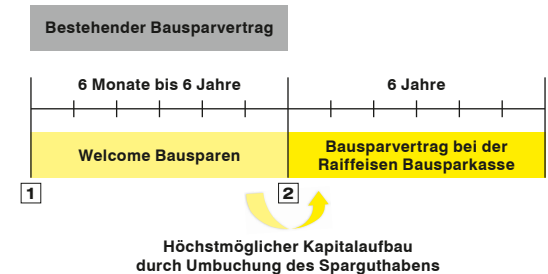 Bestehender Bausparvertrag
6 Monate bis 6 Jahre
6 Jahre
Welcome Bausparen
Bausparvertrag bei der
Raiffeisen Bausparkasse
1
2
Höchstmöglicher Kapitalaufbau
durch Umbuchung des Sparguthabens